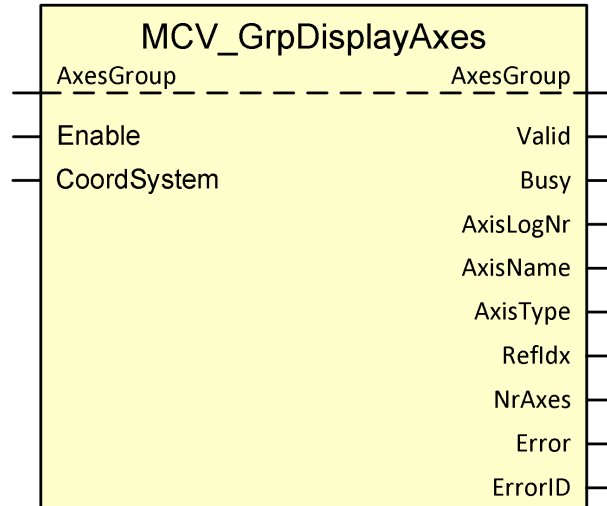 MCV_GrpDisplayAxes
AxesGroup AxesGroup
Enable Valid
CoordSystem Busy
AxisLogNr
AxisName
AxisType
RefIdx
NrAxes
Error
ErrorID